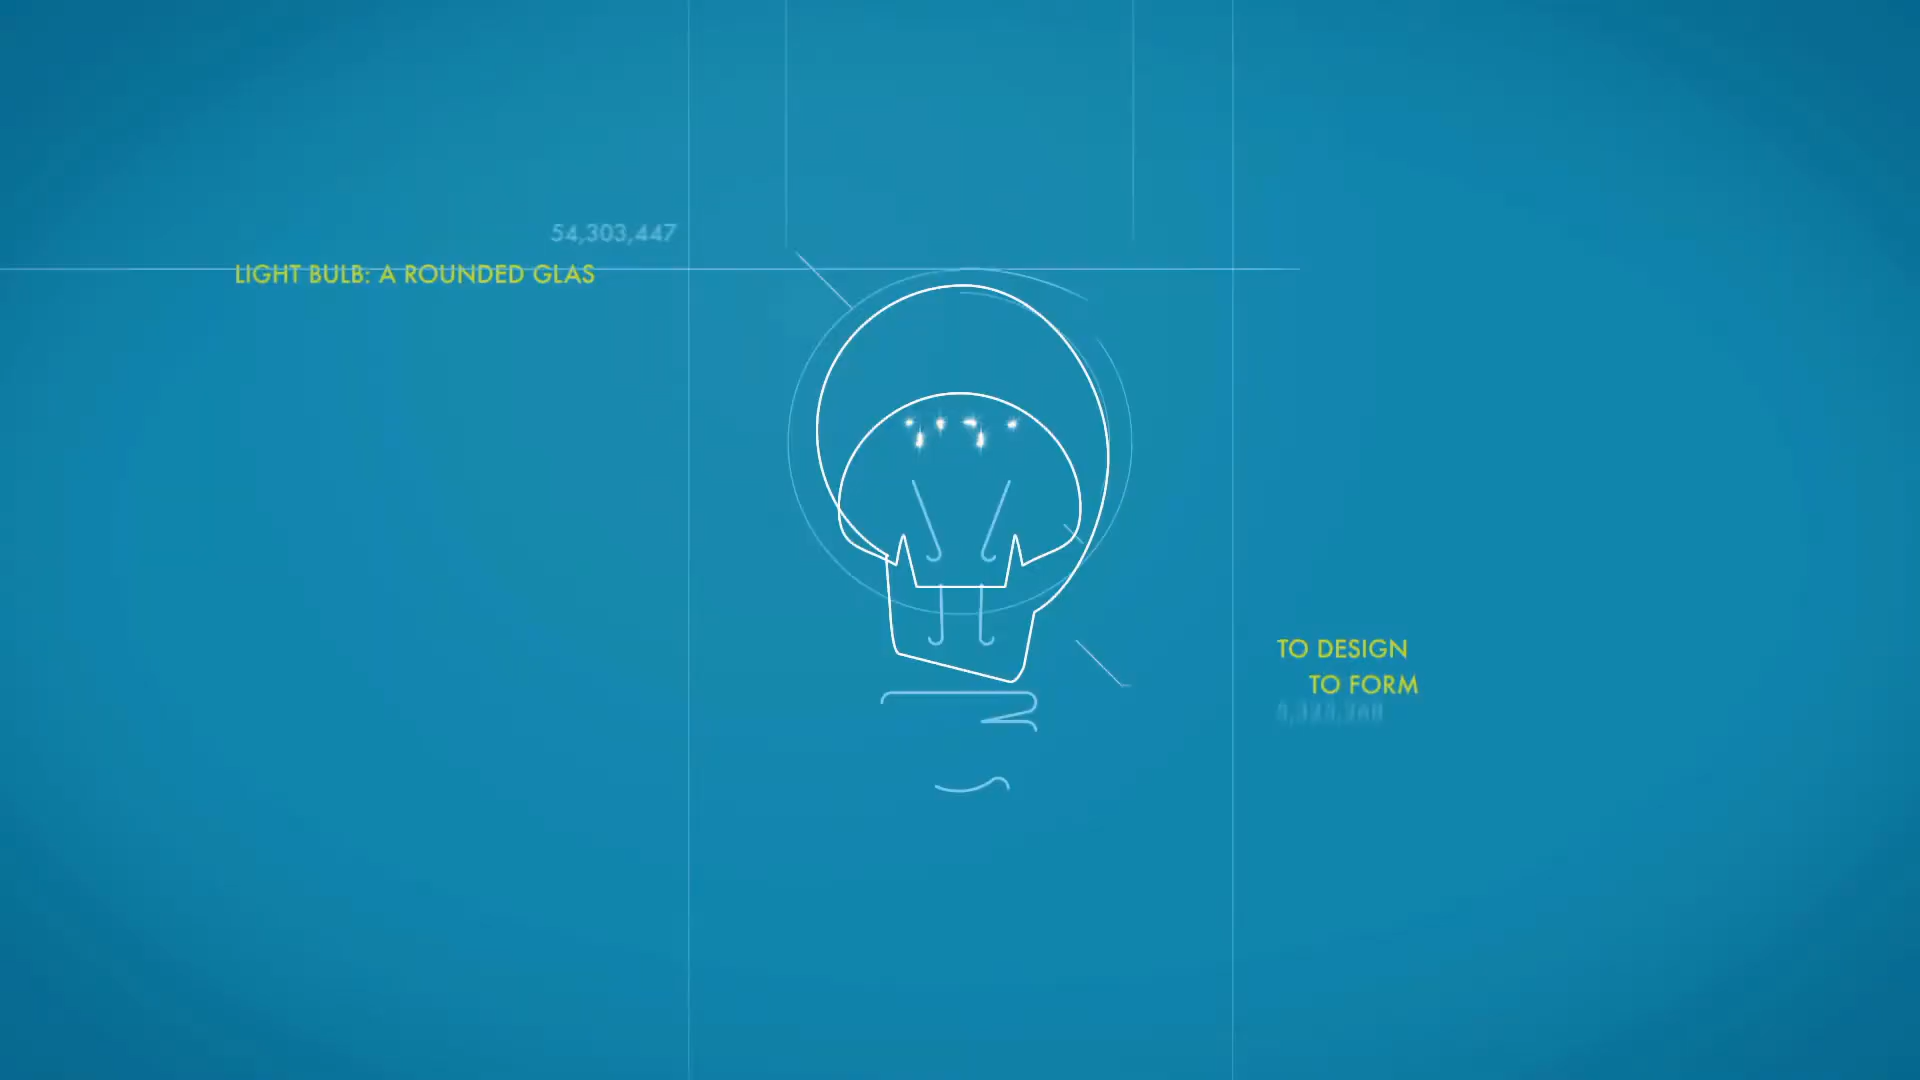 54,303,447
LIGHT BULB: A ROUNDED GLAS
TO DESIGN
TO FORM